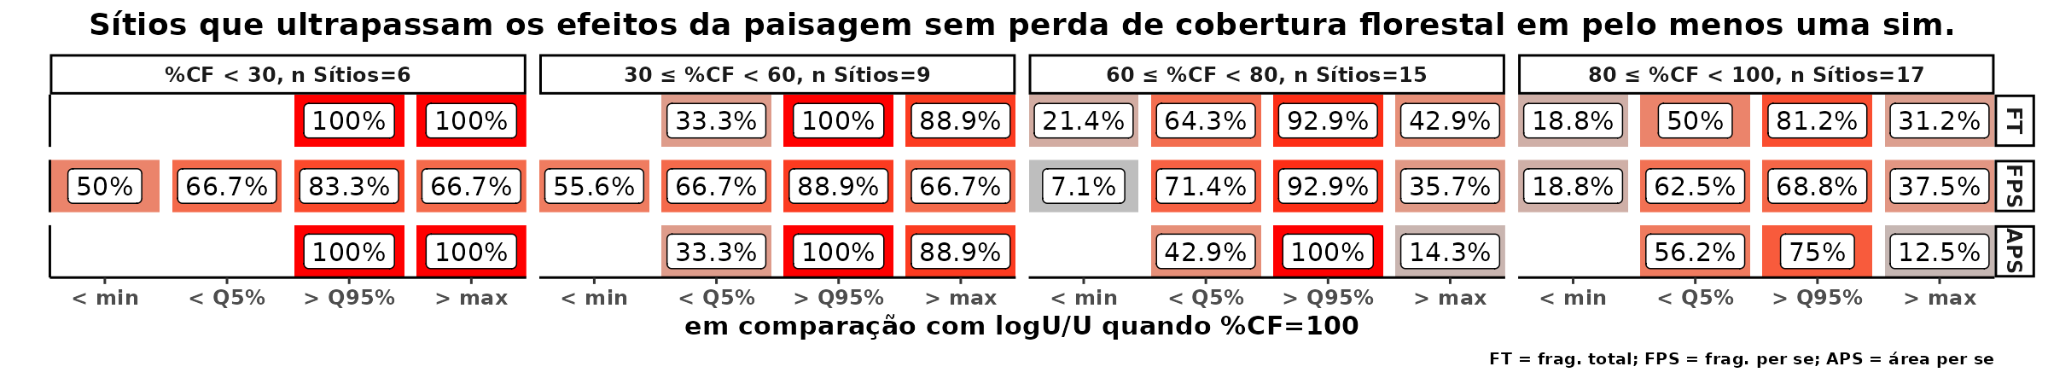 Sítios que ultrapassam os efeitos da paisagem sem perda de cobertura florestal em pelo menos uma sim.
%CF < 30, n Sítios=6 30 ≤ %CF < 60, n Sítios=9 60 ≤ %CF < 80, n Sítios=15 80 ≤ %CF < 100, n Sítios=17
100% 100% 33.3% 100% 88.9% 21.4% 64.3% 92.9% 42.9% 18.8% 50% 81.2% 31.2% FT
50% 66.7% 83.3% 66.7% 55.6% 66.7% 88.9% 66.7% 7.1% 71.4% 92.9% 35.7% 18.8% 62.5% 68.8% 37.5% FPS
100% 100% 33.3% 100% 88.9% 42.9% 100% 14.3% 56.2% 75% 12.5% APS
< min < Q5% > Q95% > max < min < Q5% > Q95% > max < min < Q5% > Q95% > max < min < Q5% > Q95% > max
em comparação com logU/U quando %CF=100
FT = frag. total; FPS = frag. per se; APS = área per se